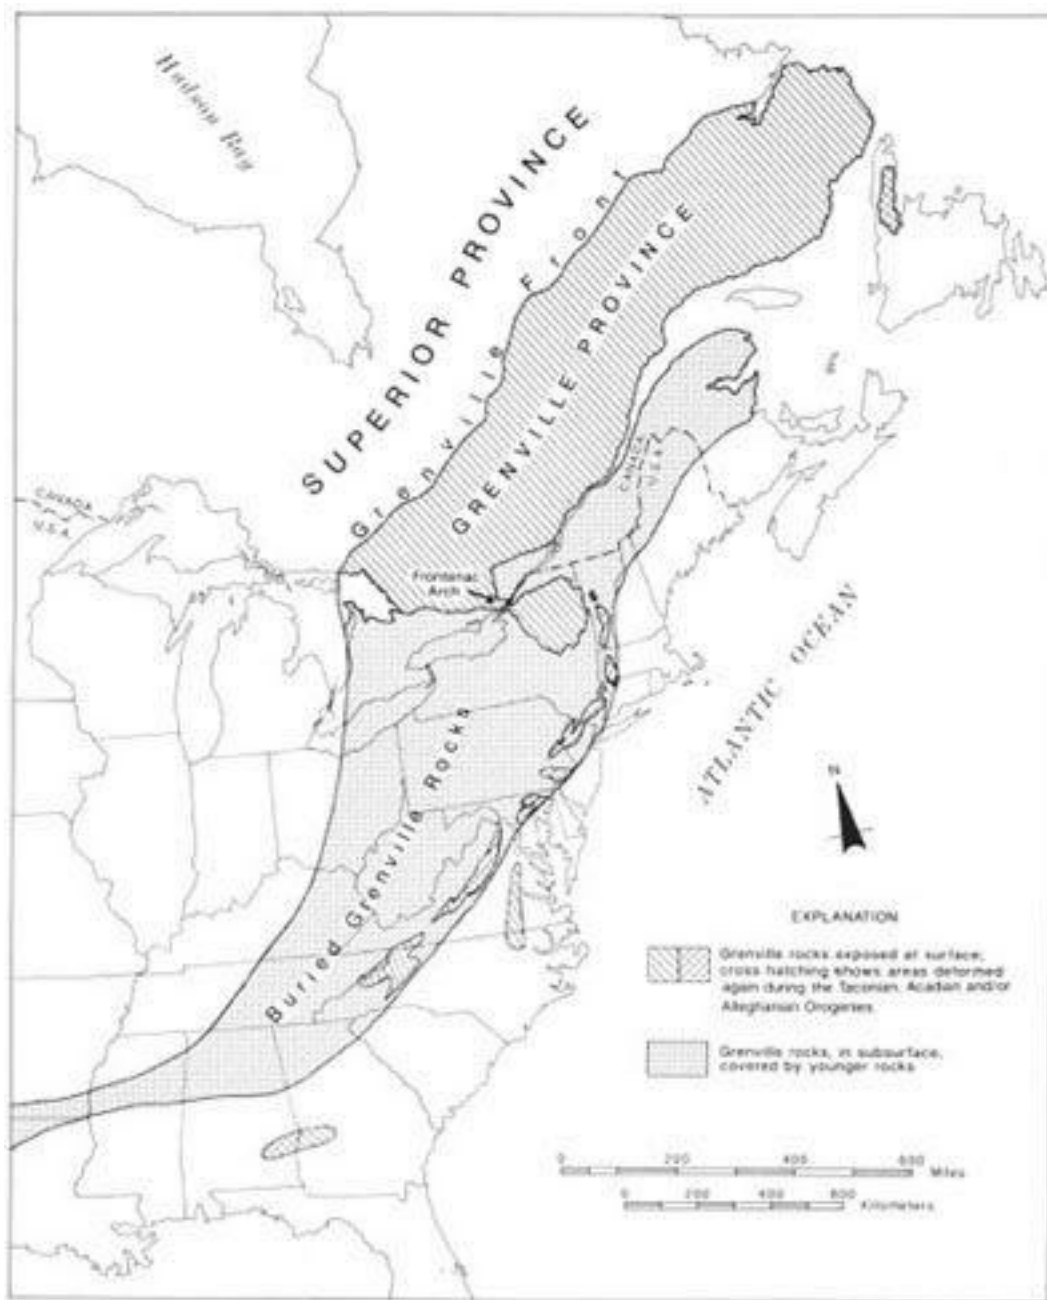 Hudson Bay
SUPERIOR PROVINCE
Grenville Front
GRENVILLE PROVINCE
CANADA
U.S.A.
CANADA
U.S.A.
Frontenac
Arch
ATLANTIC OCEAN
Buried Grenville Rocks
N
EXPLANATION
Grenville rocks exposed at surface;
cross hatching shows areas deformed
again during the Taconian, Acadian and/or
Alleghanian Orogenies.
Grenville rocks, in subsurface,
covered by younger rocks
0 200 400 600
Miles
0 200 400 800
Kilometers